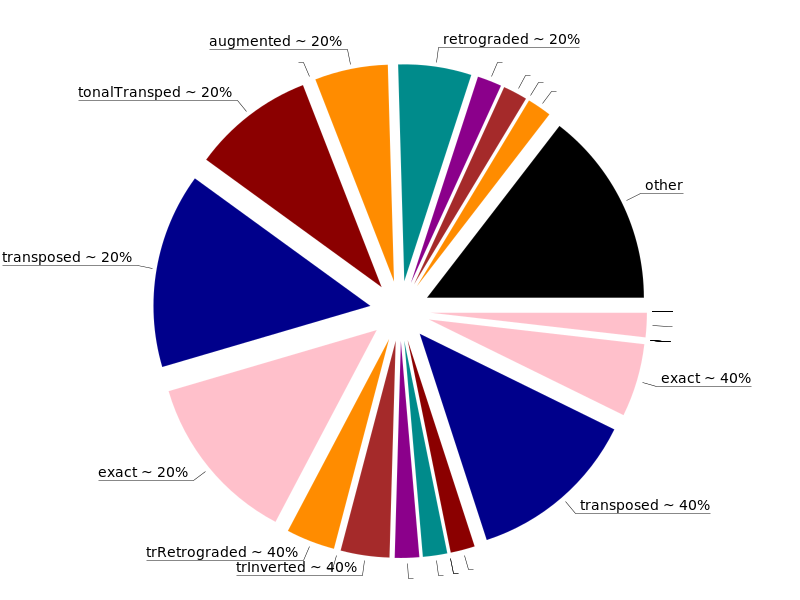 augmented ~ 20%
retrograded ~ 20%
tonalTransped ~ 20%
other
transposed ~ 20%
exact ~ 40%
exact ~ 20%
transposed ~ 40%
trRetrograded ~ 40%
trInverted ~ 40%